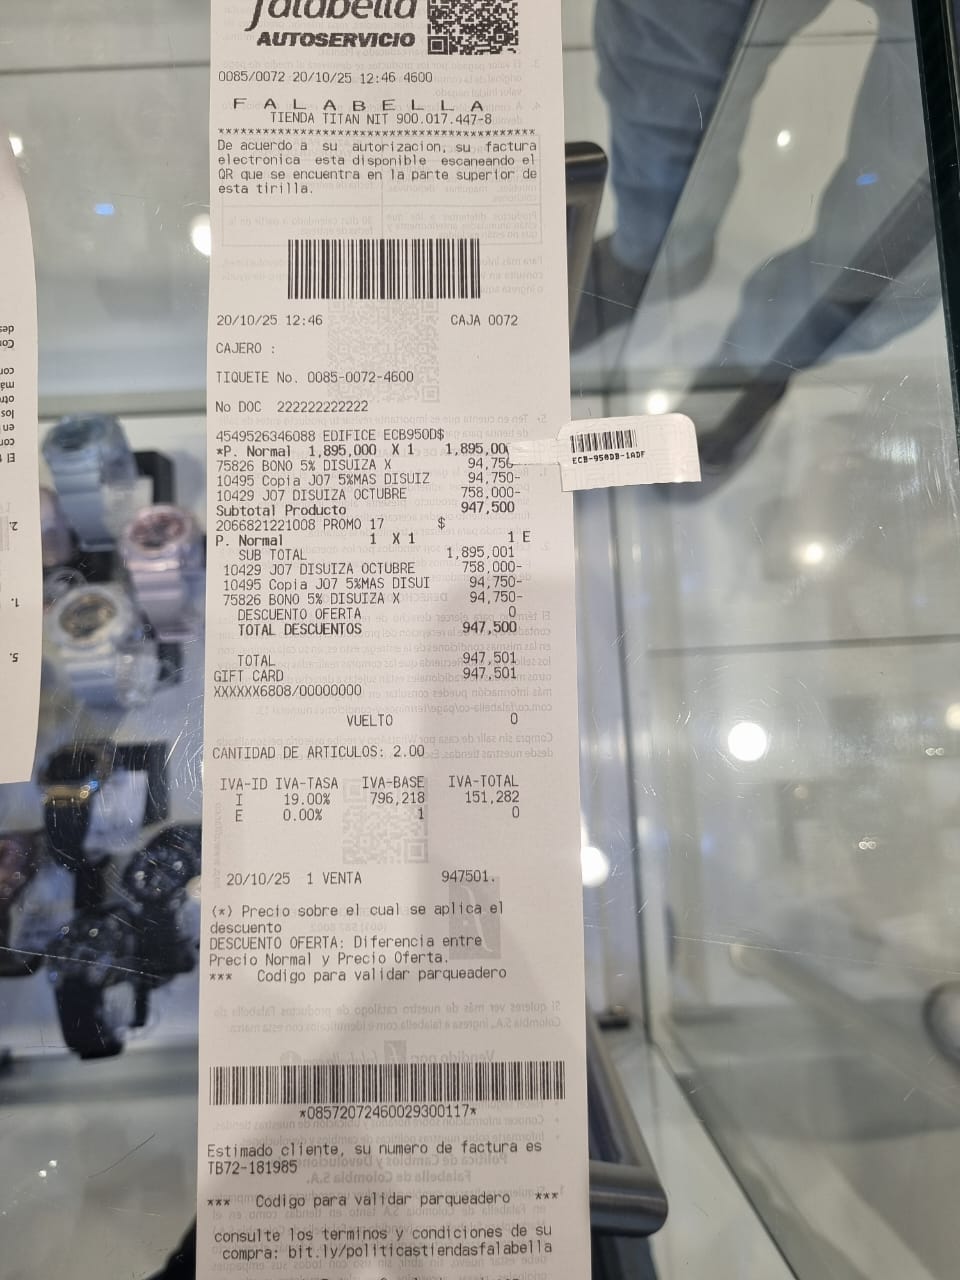 falabella
AUTOSERVICIO
0085/0072 20/10/25 12:46 4600
F A L A B E L L A
TIENDA TITAN NIT 900.017.447-8
****************************************
De acuerdo a su autorizacion, su factura
electronica esta disponible escaneando el
QR que se encuentra en la parte superior de
esta tirilla.
20/10/25 12:46 CAJA 0072
CAJERO :
TIQUETE No. 0085-0072-4600
No DOC 222222222222
4549526346088 EDIFICE ECB950D$
*P. Normal 1,895,000 X 1 1,895,00
75826 BONO 5% DISUIZA X 94,750
10495 Copia J07 5%MAS DISUIZ 94,750-
10429 J07 DISUIZA OCTUBRE 758,000-
Subtotal Producto 947,500
2066821221008 PROMO 17 $
P. Normal 1 X 1 1 E
SUB TOTAL 1,895,001
10429 J07 DISUIZA OCTUBRE 758,000-
10495 Copia J07 5%MAS DISUI 94,750-
75826 BONO 5% DISUIZA X 94,750-
DESCUENTO OFERTA 0
TOTAL DESCUENTOS 947,500
TOTAL 947,501
GIFT CARD 947,501
XXXXXX6808/00000000
VUELTO 0
CANTIDAD DE ARTICULOS: 2.00
IVA-ID IVA-TASA IVA-BASE IVA-TOTAL
I 19.00% 796,218 151,282
E 0.00% 1 0
20/10/25 1 VENTA 947501.
(*) Precio sobre el cual se aplica el
descuento
DESCUENTO OFERTA: Diferencia entre
Precio Normal y Precio Oferta.
*** Codigo para validar parqueadero
*08572072460029300117*
Estimado cliente, su numero de factura es
TB72-181985
*** Codigo para validar parqueadero ***
consulte los terminos y condiciones de su
compra: bit.ly/politicastiendasfalabella
ECB-950DB-1ADF